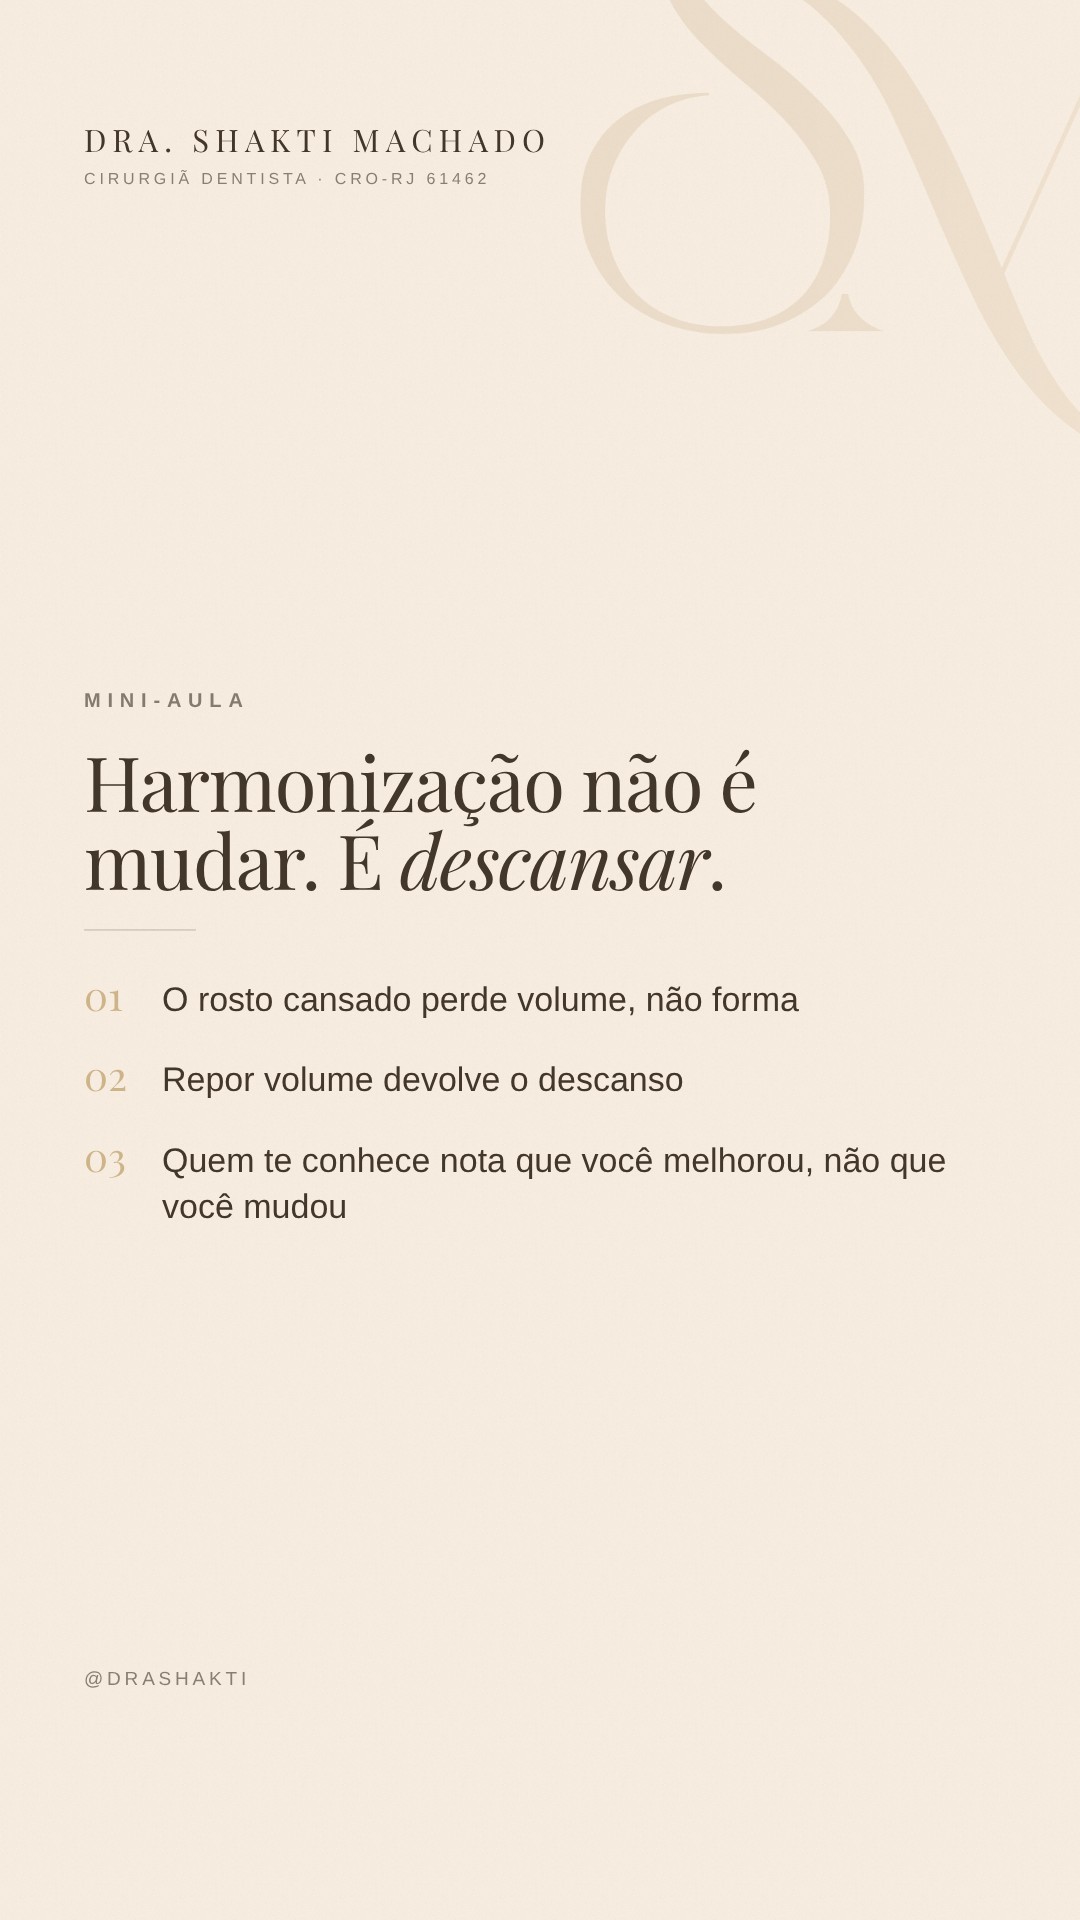 DRA. SHAKTI MACHADO
CIRURGIÃ DENTISTA · CRO-RJ 61462
MINI-AULA
Harmonização não é
mudar. É descansar.
01 O rosto cansado perde volume, não forma
02 Repor volume devolve o descanso
03 Quem te conhece nota que você melhorou, não que
você mudou
@DRASHAKTI